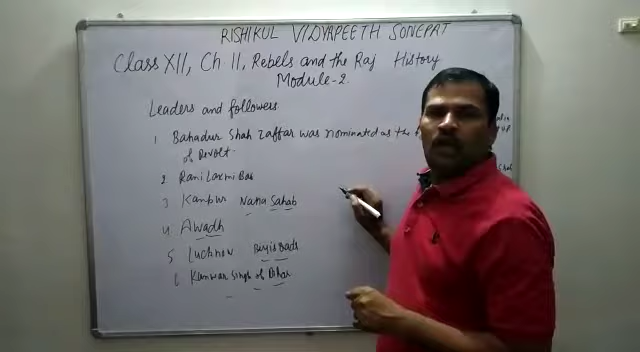 RISHIKUL VIDYAPEETH SONEPAT
Class XII, Ch 11, Rebels and the Raj History
Module-2.
Leaders and followers
1 Bahadur Shah Zaffar was nominated as the
of Revolt.
2 Rani Laxmi Bai
3 Kanpur Nana Sahab
4 Awadh
5 Lucknow Birjis
6 Kanwar Singh of Bihar